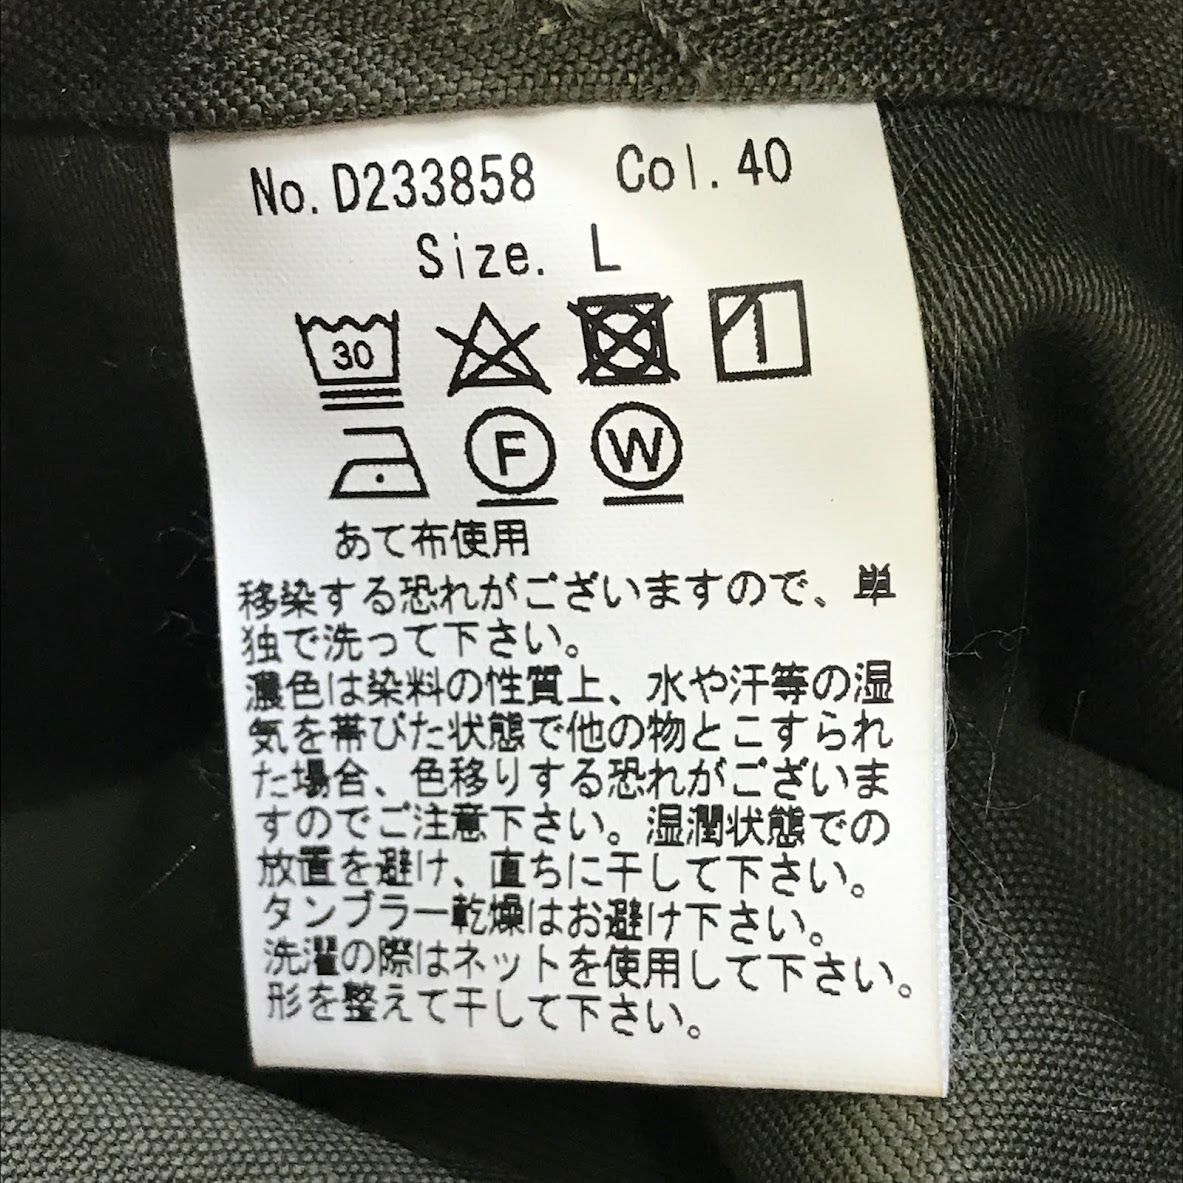 No. D233858 Col. 40
Size. L
30
F W
あて布使用
移染する恐れがございますので、単
独で洗って下さい。
濃色は染料の性質上、水や汗等の湿
気を帯びた状態で他の物とこすられ
た場合、色移りする恐れがございま
すのでご注意下さい。湿潤状態での
放置を避け、直ちに干して下さい。
タンブラー乾燥はお避け下さい。
洗濯の際はネットを使用して下さい。
形を整えて干して下さい。